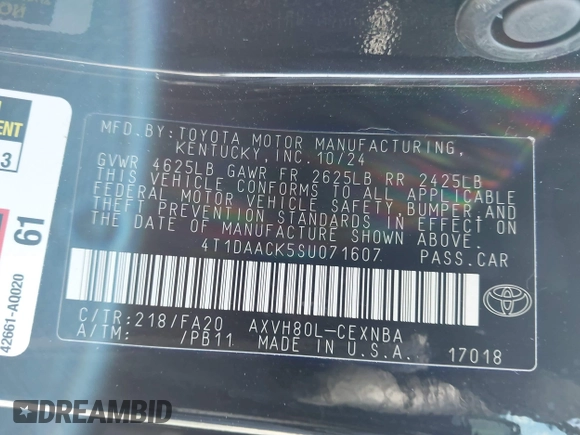 MFD.BY:TOYOTA MOTOR MANUFACTURING,
KENTUCKY,INC.10/24
GVWR 4625LB GAWR FR 2625LB RR 2425LB
THIS VEHICLE CONFORMS TO ALL APPLICABLE
FEDERAL MOTOR VEHICLE SAFETY,BUMPER,AND
THEFT PREVENTION STANDARDS IN EFFECT ON
THE DATE OF MANUFACTURE SHOWN ABOVE.
4T1DAACK5SU071607 PASS.CAR
C/TR:218/FA20 AXVH80L-CEXNBA
A/TM: /PB11 MADE IN U.S.A. 17018
3
61
42661-AQ020
DREAMBID